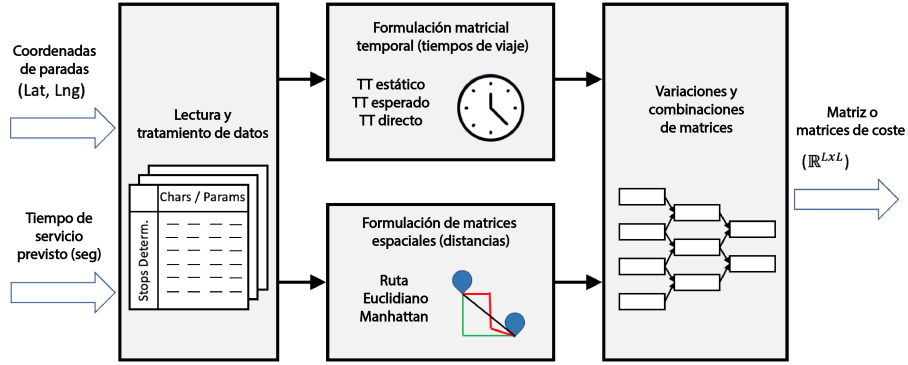 Coordenadas
de paradas
(Lat, Lng)
Tiempo de
servicio
previsto (seg)
Lectura y
tratamiento de datos
Chars / Params
Stops Determ.
Formulación matricial
temporal (tiempos de viaje)
TT estático
TT esperado
TT directo
Formulación de matrices
espaciales (distancias)
Ruta
Euclidiano
Manhattan
Variaciones y
combinaciones
de matrices
Matriz o
matrices de coste
(ℝᴸˣᴸ)